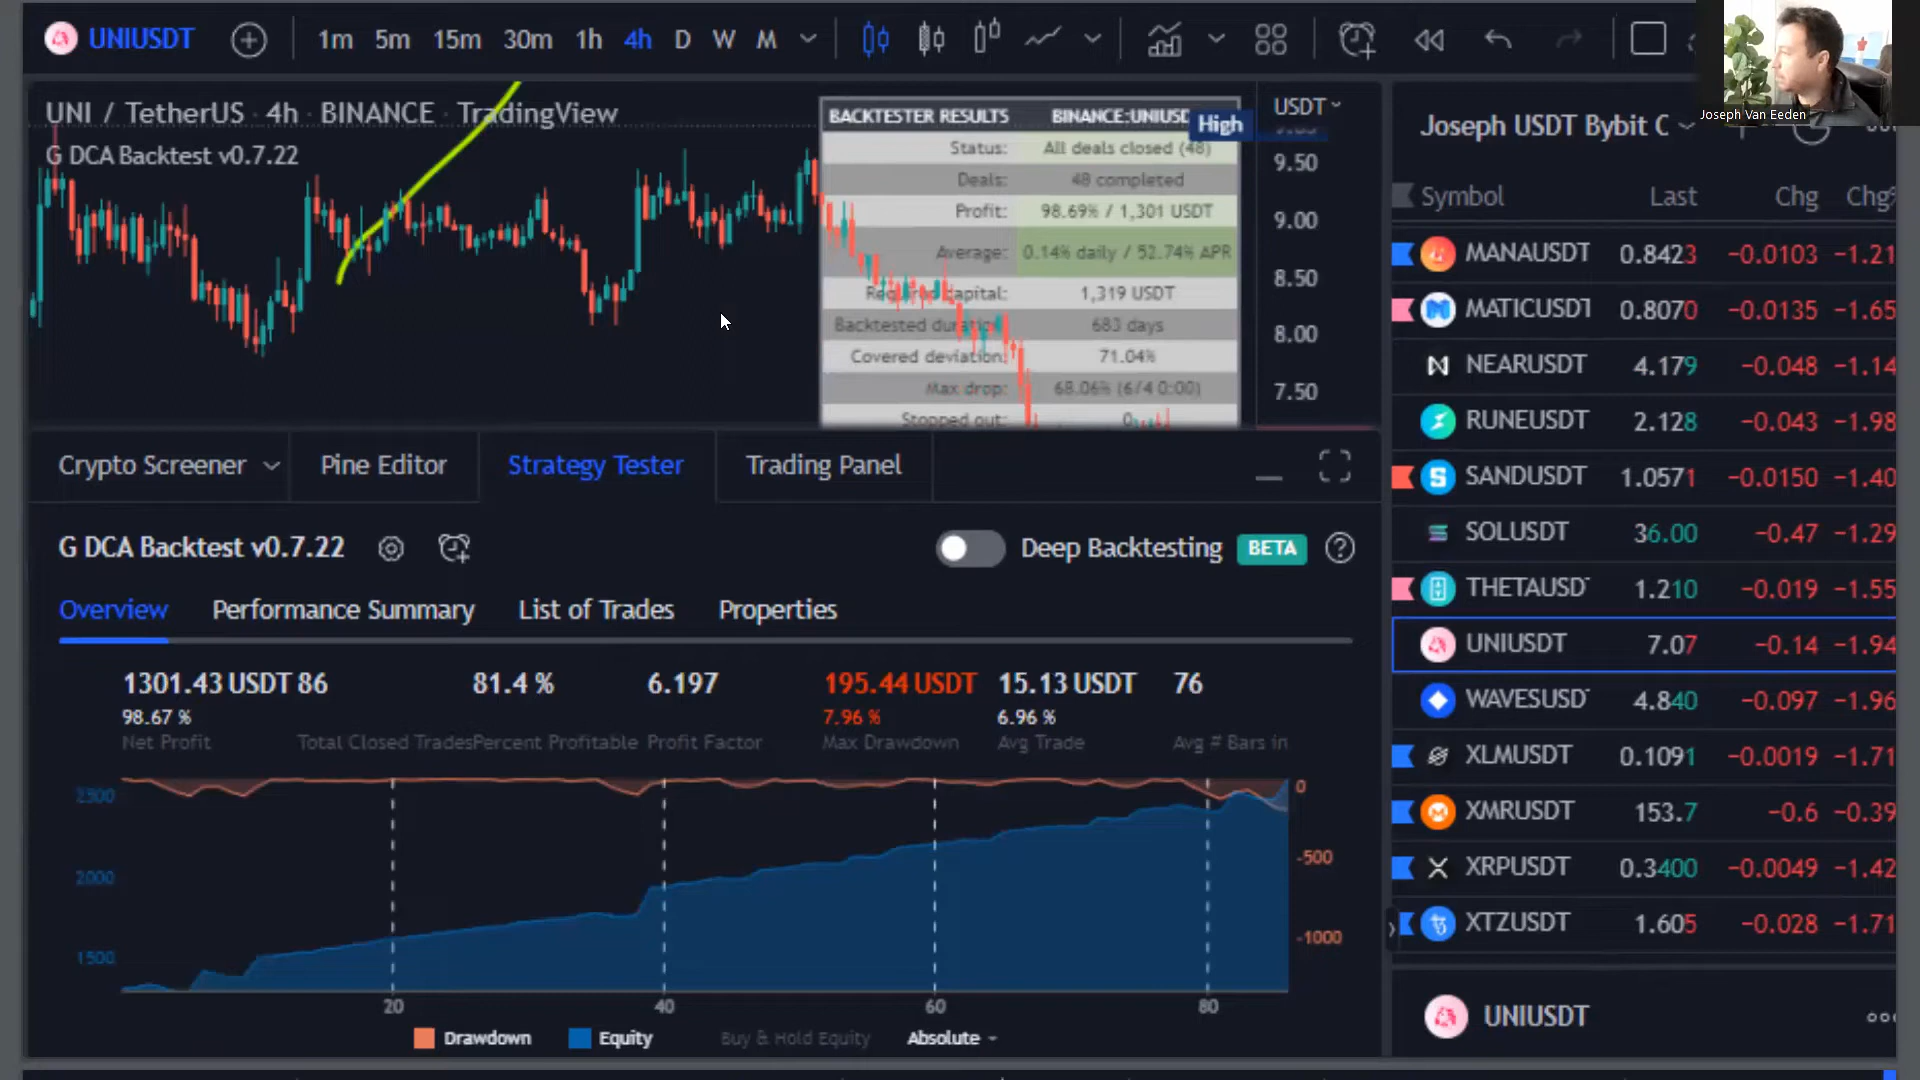 UNIUSDT
1m 5m 15m 30m 1h 4h D W M
Joseph Van Eeden
UNI / TetherUS · 4h · BINANCE · TradingView
G DCA Backtest v0.7.22
BACKTESTER RESULTS BINANCE:UNIUSD
Status: All deals closed (48)
Deals: 48 completed
Profit: 98.69% / 1,301 USDT
Average: 0.14% daily / 52.74% APR
Required capital: 1,319 USDT
Backtested duration: 683 days
Covered deviation: 71.04%
Max drop: 68.06% (6/4 0:00)
Stopped out: 0
High
USDT
9.50
9.00
8.50
8.00
7.50
Joseph USDT Bybit C
Symbol Last Chg Chg%
MANAUSDT 0.8423 −0.0103 −1.21
MATICUSDT 0.8070 −0.0135 −1.65
NEARUSDT 4.179 −0.048 −1.14
RUNEUSDT 2.128 −0.043 −1.98
SANDUSDT 1.0571 −0.0150 −1.40
SOLUSDT 36.00 −0.47 −1.29
THETAUSD 1.210 −0.019 −1.55
UNIUSDT 7.07 −0.14 −1.94
WAVESUSD 4.840 −0.097 −1.96
XLMUSDT 0.1091 −0.0019 −1.71
XMRUSDT 153.7 −0.6 −0.39
XRPUSDT 0.3400 −0.0049 −1.42
XTZUSDT 1.605 −0.028 −1.71
UNIUSDT
Crypto Screener Pine Editor Strategy Tester Trading Panel
G DCA Backtest v0.7.22 Deep Backtesting BETA
Overview Performance Summary List of Trades Properties
1301.43 USDT 86 81.4 % 6.197 195.44 USDT 15.13 USDT 76
98.67 % 7.96 % 6.96 %
Net Profit Total Closed Trades Percent Profitable Profit Factor Max Drawdown Avg Trade Avg # Bars in
2300
2000
1500
0
-500
-1000
20 40 60 80
Drawdown Equity Buy & Hold Equity Absolute